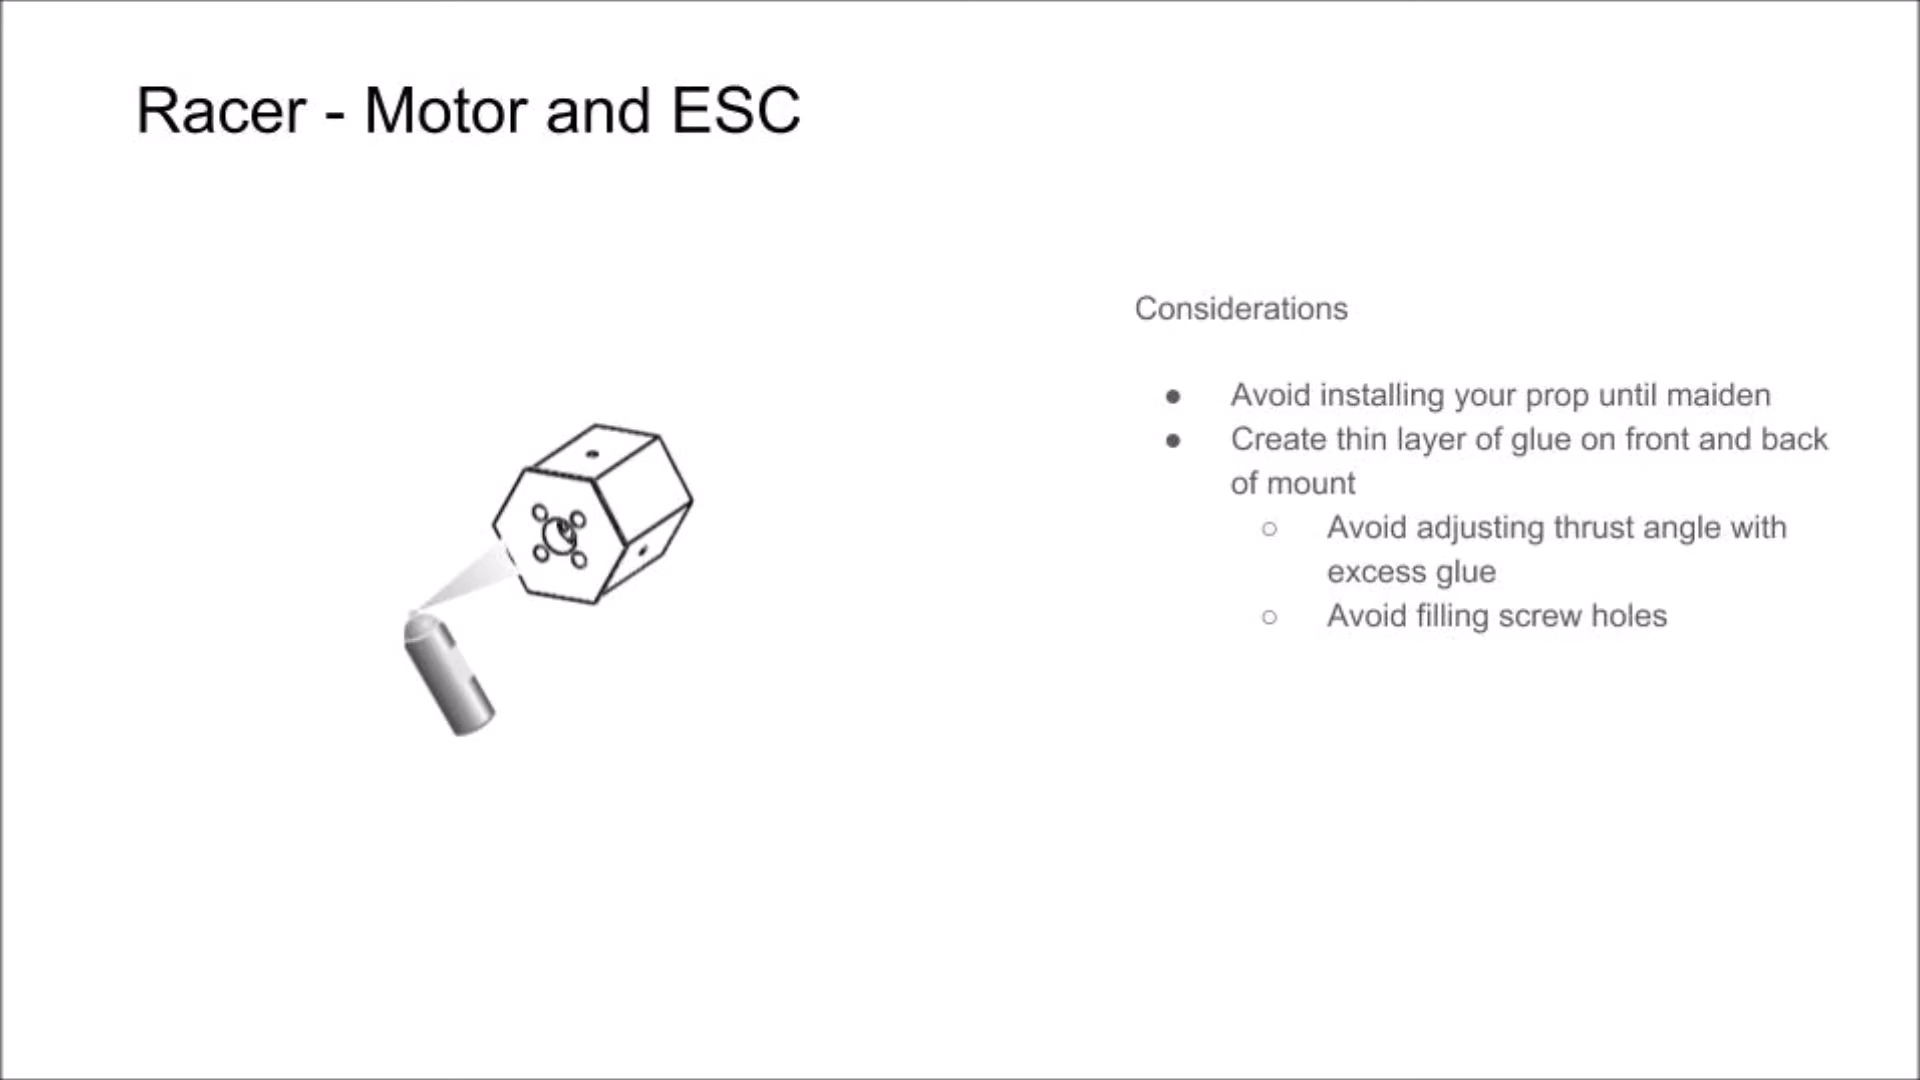 Racer - Motor and ESC
Considerations
● Avoid installing your prop until maiden
● Create thin layer of glue on front and back
of mount
○ Avoid adjusting thrust angle with
excess glue
○ Avoid filling screw holes